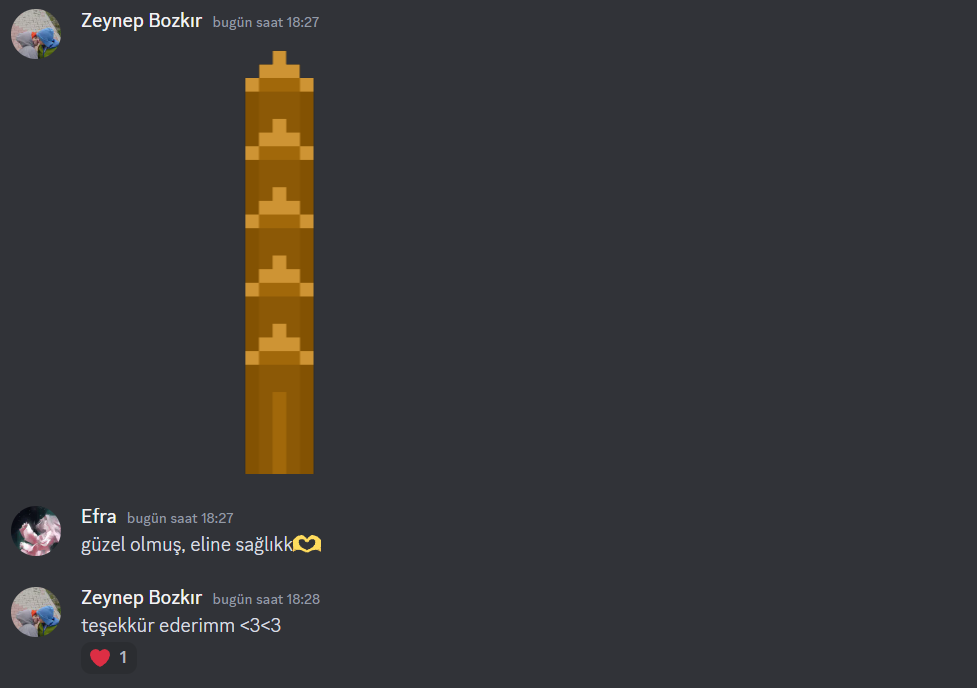 Zeynep Bozkır bugün saat 18:27
Efra bugün saat 18:27
güzel olmuş, eline sağlıkk🫶
Zeynep Bozkır bugün saat 18:28
teşekkür ederimm <3<3
❤️ 1